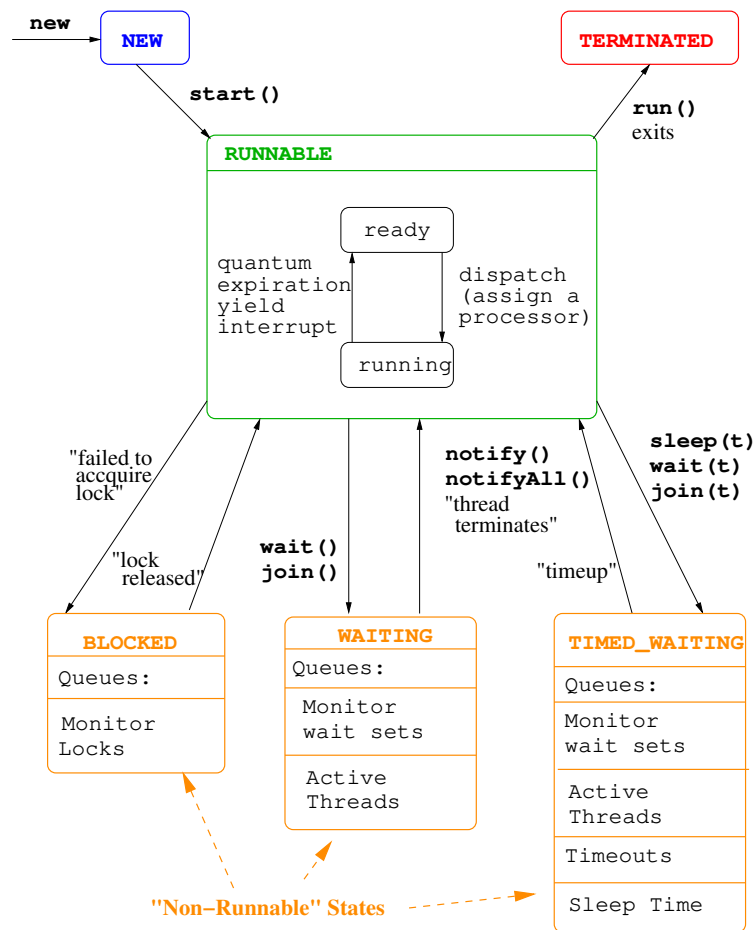 new
NEW
TERMINATED
start()
run()
exits
RUNNABLE
ready
quantum
expiration
yield
interrupt
dispatch
(assign a
processor)
running
"failed to
accquire
lock"
"lock
released"
wait()
join()
notify()
notifyAll()
"thread
terminates"
sleep(t)
wait(t)
join(t)
"timeup"
BLOCKED
Queues:
Monitor
Locks
WAITING
Queues:
Monitor
wait sets
Active
Threads
TIMED_WAITING
Queues:
Monitor
wait sets
Active
Threads
Timeouts
Sleep Time
"Non−Runnable" States